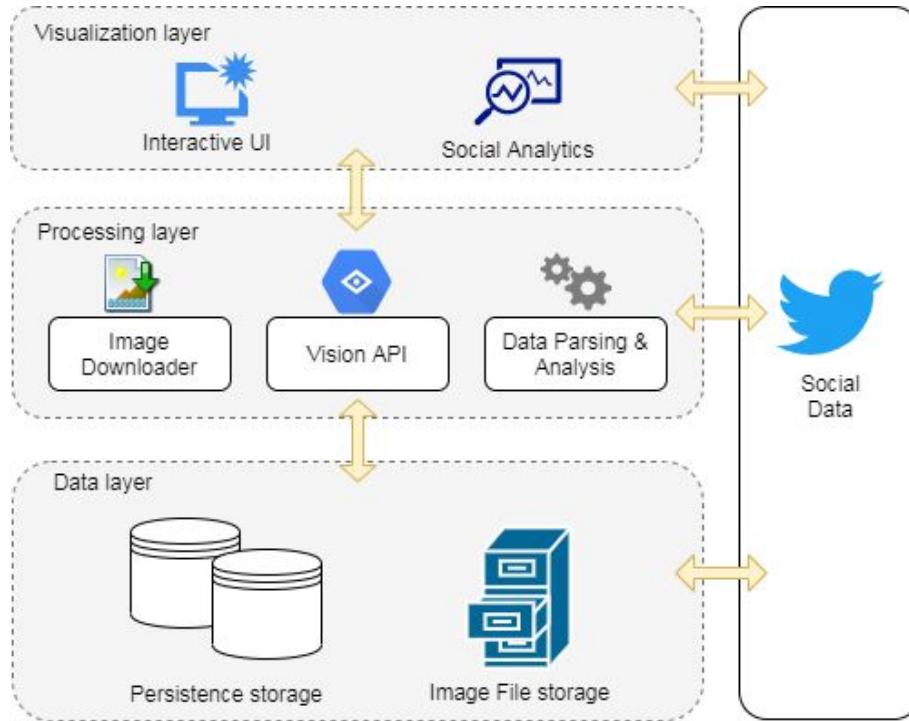 Visualization layer
Interactive UI
Social Analytics
Processing layer
Image
Downloader
Vision API
Data Parsing &
Analysis
Social
Data
Data layer
Persistence storage
Image File storage